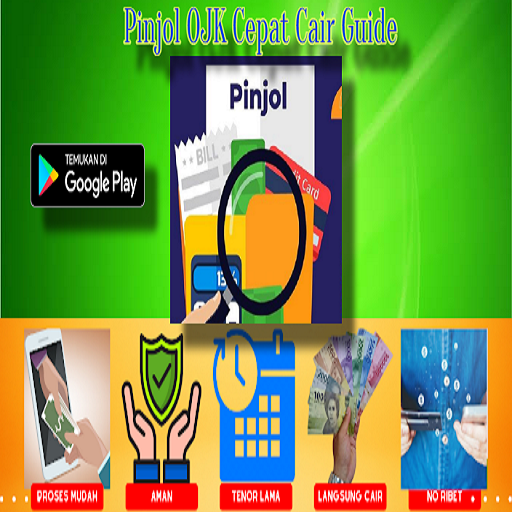 Pinjol OJK Cepat Cair Guide
Pinjol
TEMUKAN DI
Google Play
BILL
Card
PROSES MUDAH
AMAN
TENOR LAMA
LANGSUNG CAIR
NO RIBET